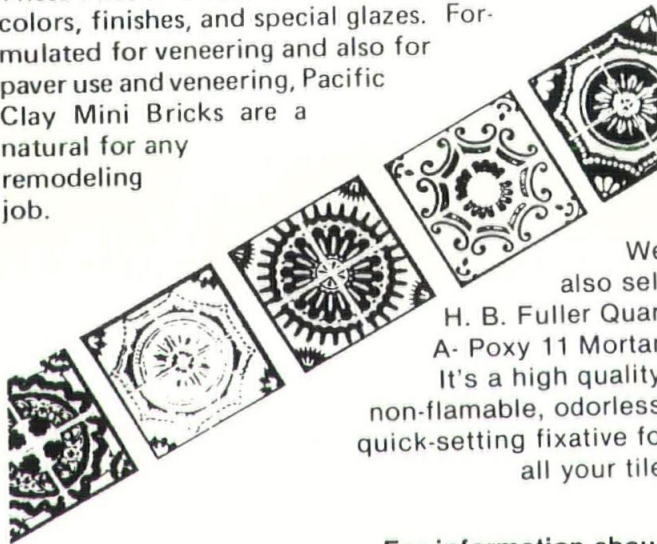 colors, finishes, and special glazes. For-
mulated for veneering and also for
paver use and veneering, Pacific
Clay Mini Bricks are a
natural for any
remodeling
job.
We
also sel
H. B. Fuller Quar
A- Poxy 11 Mortar
It's a high quality
non-flamable, odorless
quick-setting fixative fo
all your tile
For information